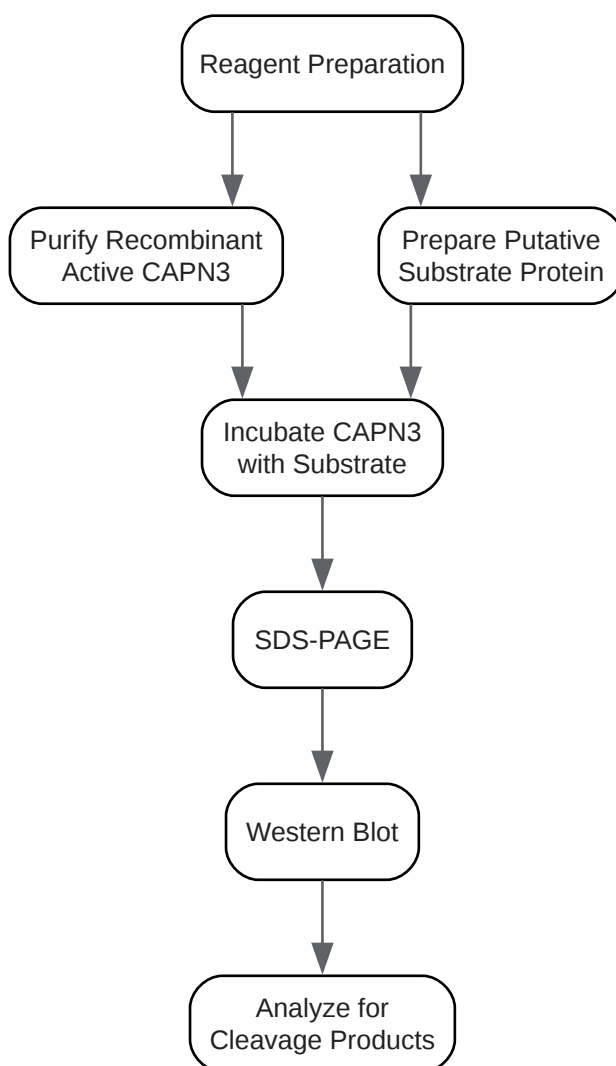 Reagent Preparation
Purify Recombinant
Active CAPN3
Prepare Putative
Substrate Protein
Incubate CAPN3
with Substrate
SDS-PAGE
Western Blot
Analyze for
Cleavage Products